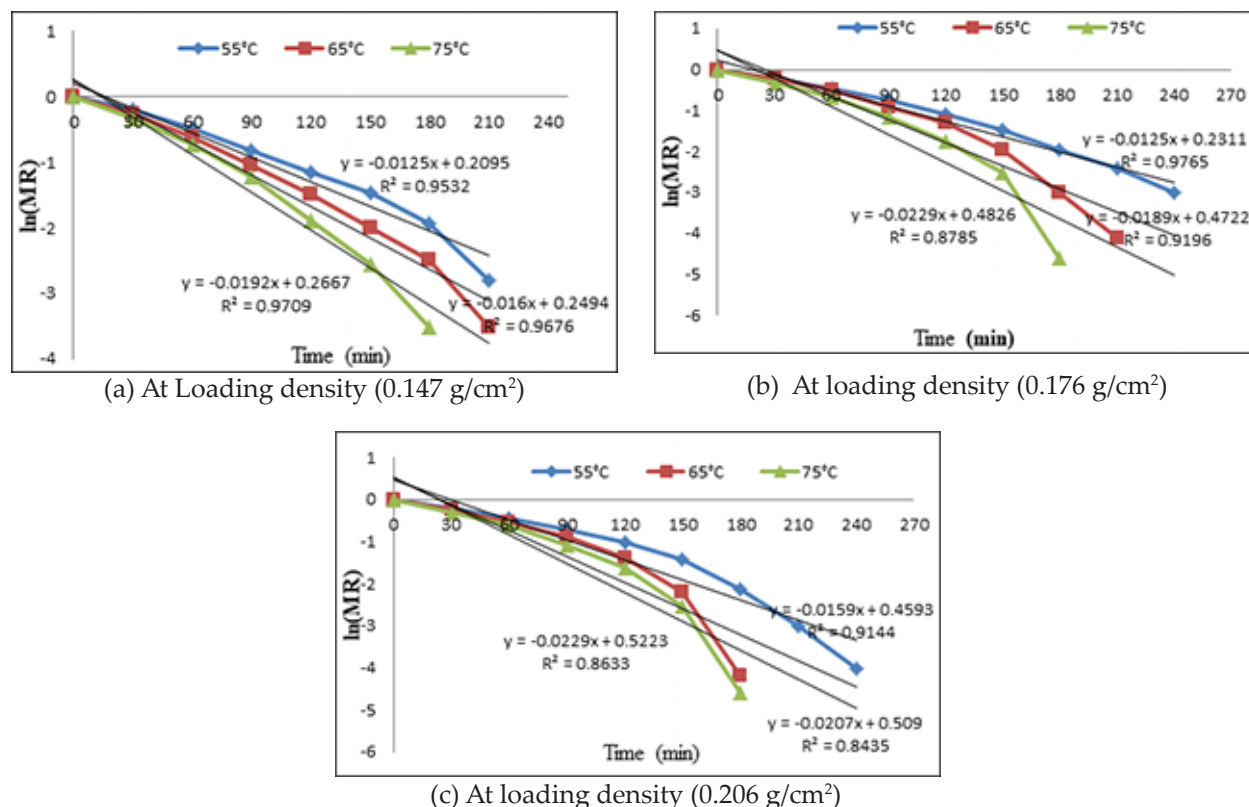 55°C 65°C 75°C
1
0
-1
-2
-3
-4
0 30 60 90 120 150 180 210 240
ln(MR)
Time (min)
y = -0.0125x + 0.2095
R² = 0.9532
y = -0.0192x + 0.2667
R² = 0.9709
y = -0.016x + 0.2494
R² = 0.9676
(a) At Loading density (0.147 g/cm²)
55°C 65°C 75°C
1
0
-1
-2
-3
-4
-5
-6
0 30 60 90 120 150 180 210 240 270
ln(MR)
Time (min)
y = -0.0125x + 0.2311
R² = 0.9765
y = -0.0229x + 0.4826
R² = 0.8785
y = -0.0189x + 0.4722
R² = 0.9196
(b) At loading density (0.176 g/cm²)
55°C 65°C 75°C
1
0
-1
-2
-3
-4
-5
-6
0 30 60 90 120 150 180 210 240 270
ln(MR)
Time (min)
y = -0.0159x + 0.4593
R² = 0.9144
y = -0.0229x + 0.5223
R² = 0.8633
y = -0.0207x + 0.509
R² = 0.8435
(c) At loading density (0.206 g/cm²)